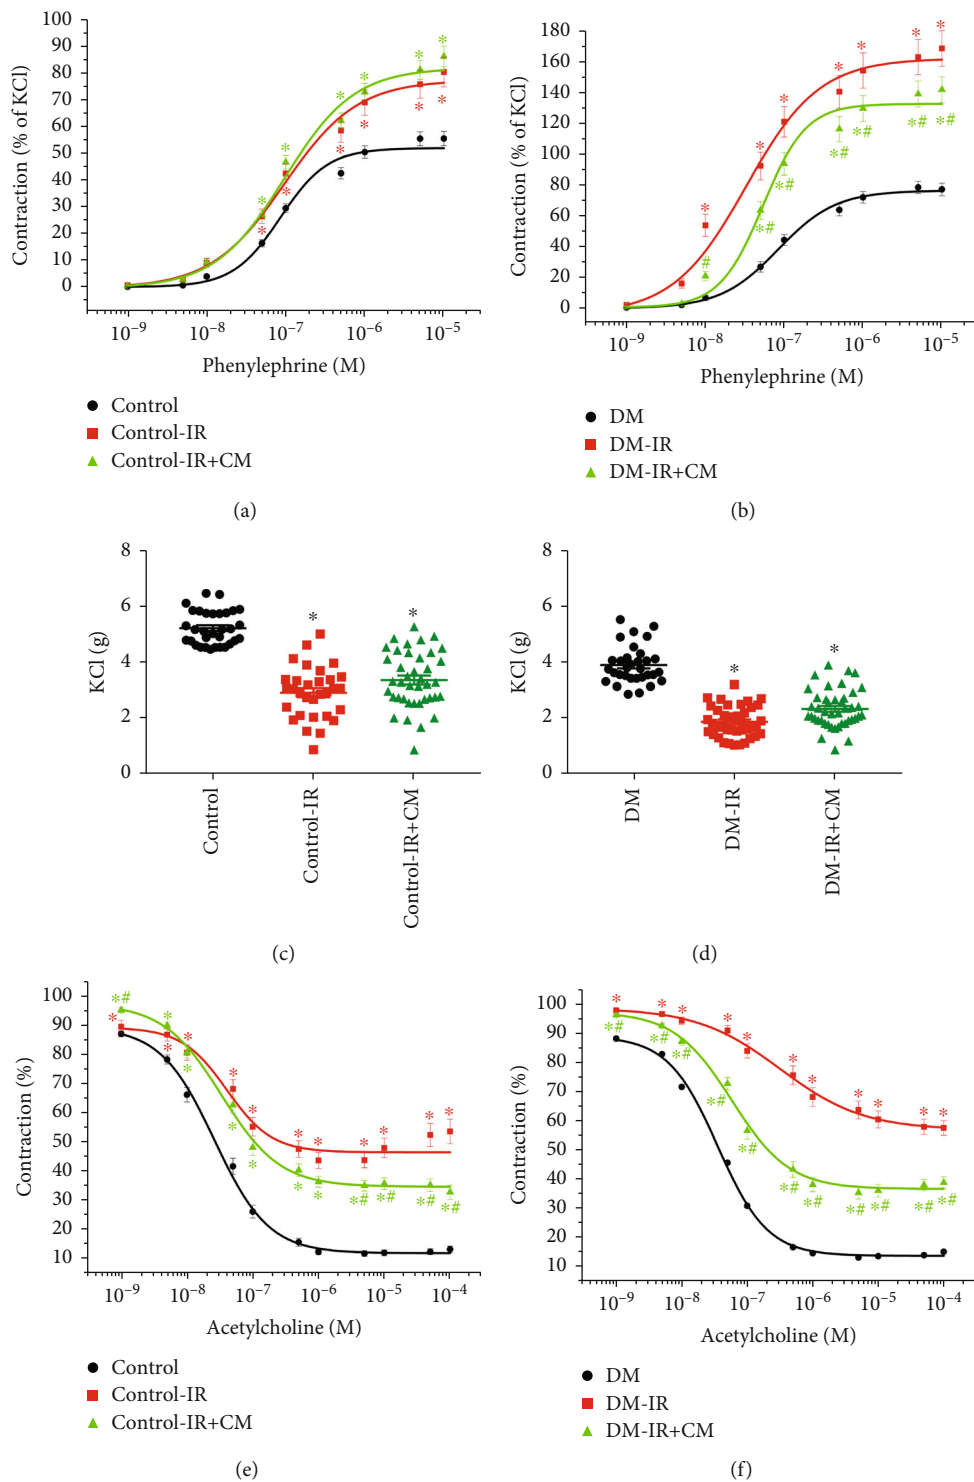 100
90
80
70
60
50
40
30
20
10
0
Contraction (% of KCl)
10⁻⁹ 10⁻⁸ 10⁻⁷ 10⁻⁶ 10⁻⁵
Phenylephrine (M)
Control
Control-IR
Control-IR+CM
(a)
180
160
140
120
100
80
60
40
20
0
Contraction (% of KCl)
10⁻⁹ 10⁻⁸ 10⁻⁷ 10⁻⁶ 10⁻⁵
Phenylephrine (M)
DM
DM-IR
DM-IR+CM
(b)
8
6
4
2
0
KCl (g)
Control
Control-IR
Control-IR+CM
(c)
8
6
4
2
0
KCl (g)
DM
DM-IR
DM-IR+CM
(d)
100
90
80
70
60
50
40
30
20
10
Contraction (%)
10⁻⁹ 10⁻⁸ 10⁻⁷ 10⁻⁶ 10⁻⁵ 10⁻⁴
Acetylcholine (M)
Control
Control-IR
Control-IR+CM
(e)
100
90
80
70
60
50
40
30
20
10
Contraction (%)
10⁻⁹ 10⁻⁸ 10⁻⁷ 10⁻⁶ 10⁻⁵ 10⁻⁴
Acetylcholine (M)
DM
DM-IR
DM-IR+CM
(f)